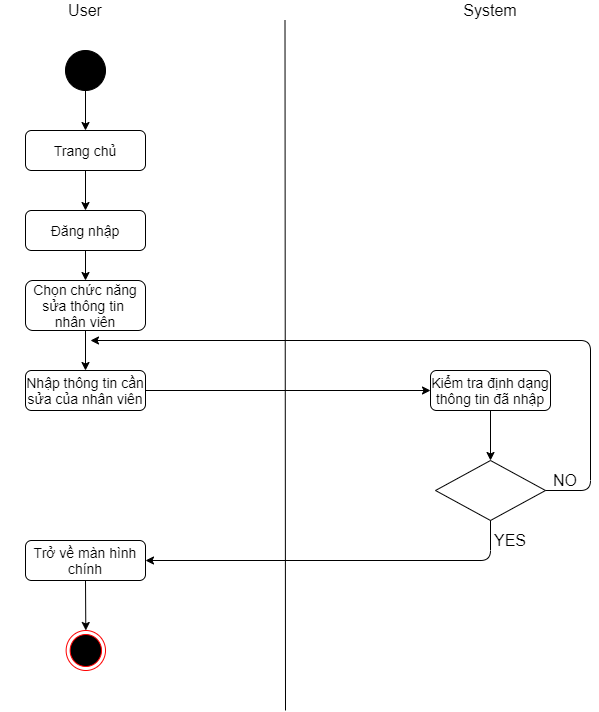 User
System
Trang chủ
Đăng nhập
Chọn chức năng
sửa thông tin
nhân viên
Nhập thông tin cần
sửa của nhân viên
Kiểm tra định dạng
thông tin đã nhập
NO
YES
Trở về màn hình
chính